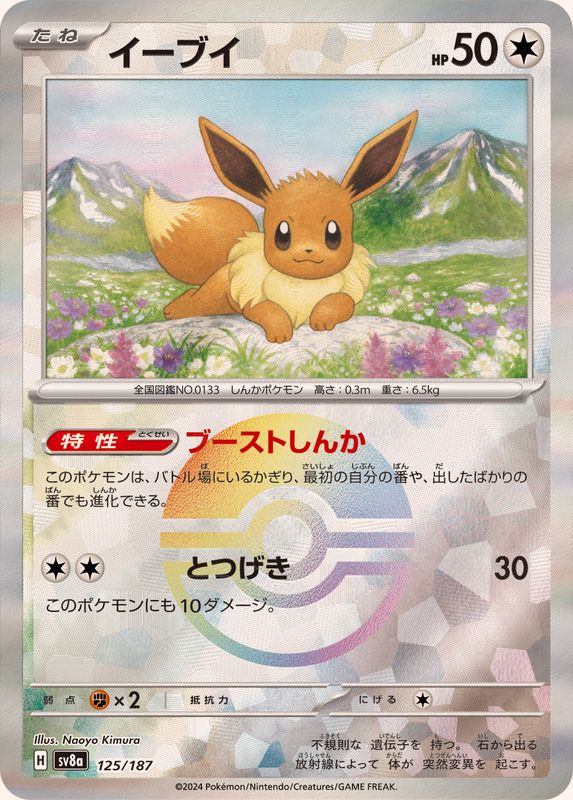 たね イーブイ HP50
全国図鑑NO.0133 しんかポケモン 高さ:0.3m 重さ:6.5kg
特性 とくせい ブーストしんか
このポケモンは、バトル場にいるかぎり、最初の自分の番や、出したばかりの
番でも進化できる。
とつげき 30
このポケモンにも10ダメージ。
弱点 ×2 抵抗力 にげる
Illus. Naoyo Kimura
H sv8a 125/187
不規則な 遺伝子を 持つ。 石から出る
放射線によって 体が 突然変異を 起こす。
©2024 Pokémon/Nintendo/Creatures/GAME FREAK.